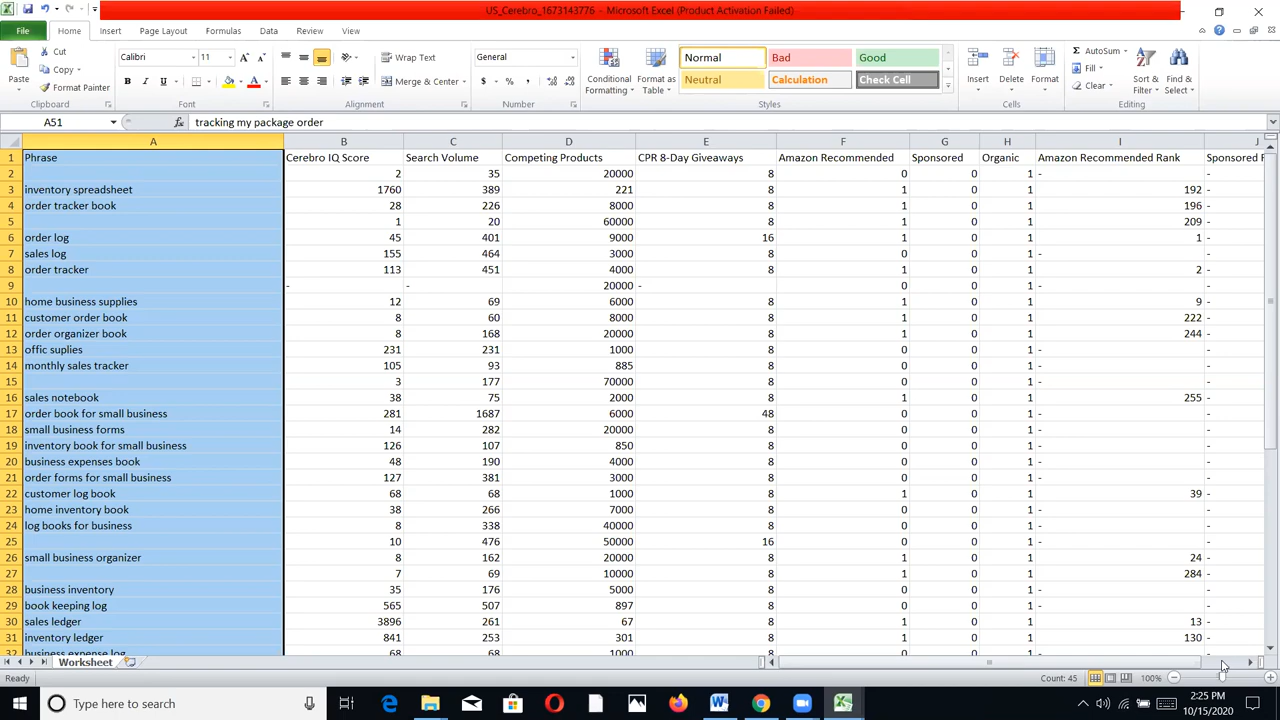 US_Cerebro_1673143776 - Microsoft Excel (Product Activation Failed)
File Home Insert Page Layout Formulas Data Review View
Paste Cut Copy Format Painter Clipboard
Calibri 11 Font
Wrap Text Merge & Center Alignment
General Number
Conditional Formatting Format as Table
Normal Bad Good
Neutral Calculation Check Cell
Styles
Insert Delete Format Cells
AutoSum Fill Clear Sort & Filter Find & Select Editing
A51 fx tracking my package order
A B C D E F G H I J
1 Phrase Cerebro IQ Score Search Volume Competing Products CPR 8-Day Giveaways Amazon Recommended Sponsored Organic Amazon Recommended Rank Sponsored
2 2 35 20000 8 0 0 1 - -
3 inventory spreadsheet 1760 389 221 8 1 0 1 192 -
4 order tracker book 28 226 8000 8 1 0 1 196 -
5 1 20 60000 8 1 0 1 209 -
6 order log 45 401 9000 16 1 0 1 1 -
7 sales log 155 464 3000 8 0 0 1 - -
8 order tracker 113 451 4000 8 1 0 1 2 -
9 - - 20000 - 0 0 1 - -
10 home business supplies 12 69 6000 8 1 0 1 9 -
11 customer order book 8 60 8000 8 1 0 1 222 -
12 order organizer book 8 168 20000 8 1 0 1 244 -
13 offic suplies 231 231 1000 8 0 0 1 - -
14 monthly sales tracker 105 93 885 8 0 0 1 - -
15 3 177 70000 8 0 0 1 - -
16 sales notebook 38 75 2000 8 1 0 1 255 -
17 order book for small business 281 1687 6000 48 0 0 1 - -
18 small business forms 14 282 20000 8 0 0 1 - -
19 inventory book for small business 126 107 850 8 0 0 1 - -
20 business expenses book 48 190 4000 8 0 0 1 - -
21 order forms for small business 127 381 3000 8 0 0 1 - -
22 customer log book 68 68 1000 8 1 0 1 39 -
23 home inventory book 38 266 7000 8 0 0 1 - -
24 log books for business 8 338 40000 8 0 0 1 - -
25 10 476 50000 16 0 0 1 - -
26 small business organizer 8 162 20000 8 1 0 1 24 -
27 7 69 10000 8 1 0 1 284 -
28 business inventory 35 176 5000 8 0 0 1 - -
29 book keeping log 565 507 897 8 0 0 1 - -
30 sales ledger 3896 261 67 8 1 0 1 13 -
31 inventory ledger 841 253 301 8 1 0 1 130 -
32 business expense log 68 68 1000 8 0 0 1 - -
Worksheet
Ready Count: 45 100%
Type here to search
2:25 PM
10/15/2020